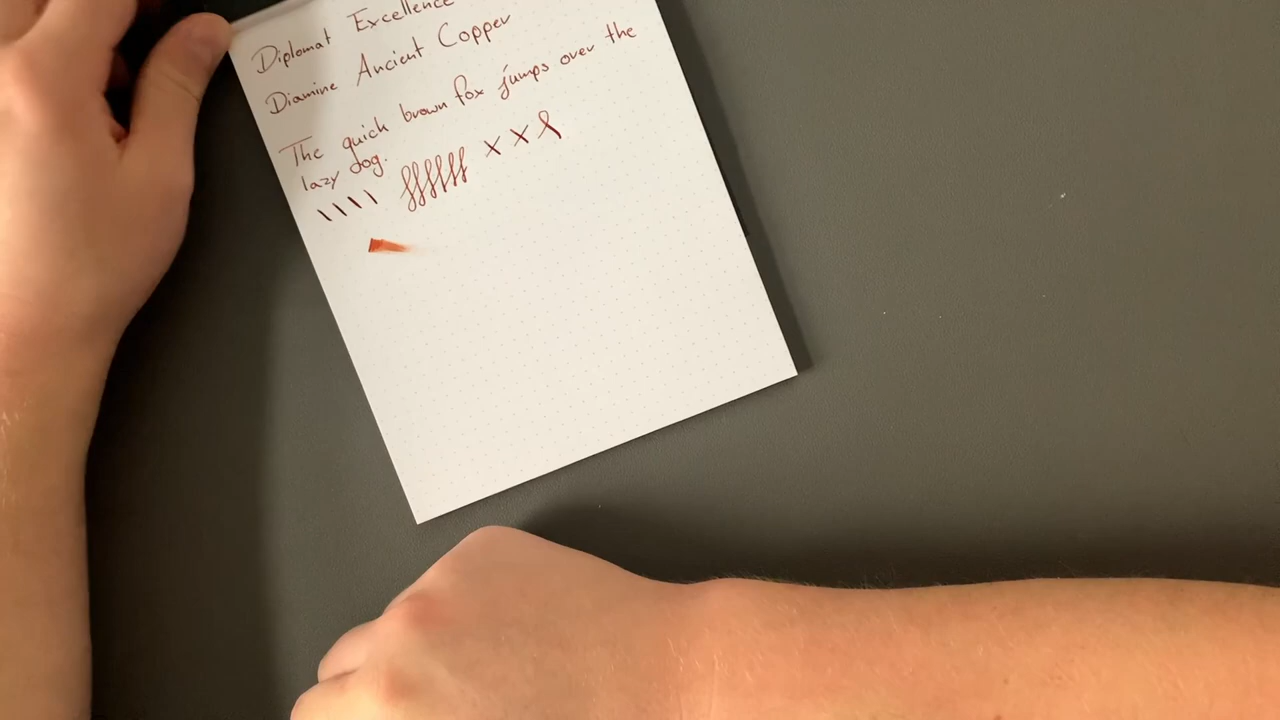 Diplomat Excellence
Diamine Ancient Copper
The quick brown fox jumps over the
lazy dog.